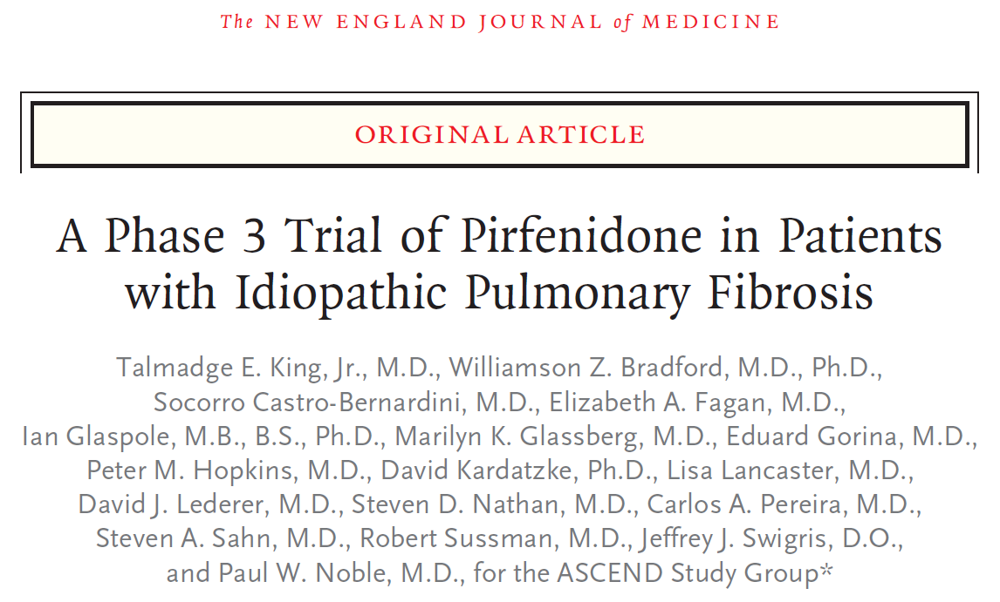 The NEW ENGLAND JOURNAL of MEDICINE
ORIGINAL ARTICLE
A Phase 3 Trial of Pirfenidone in Patients
with Idiopathic Pulmonary Fibrosis
Talmadge E. King, Jr., M.D., Williamson Z. Bradford, M.D., Ph.D.,
Socorro Castro-Bernardini, M.D., Elizabeth A. Fagan, M.D.,
Ian Glaspole, M.B., B.S., Ph.D., Marilyn K. Glassberg, M.D., Eduard Gorina, M.D.,
Peter M. Hopkins, M.D., David Kardatzke, Ph.D., Lisa Lancaster, M.D.,
David J. Lederer, M.D., Steven D. Nathan, M.D., Carlos A. Pereira, M.D.,
Steven A. Sahn, M.D., Robert Sussman, M.D., Jeffrey J. Swigris, D.O.,
and Paul W. Noble, M.D., for the ASCEND Study Group*